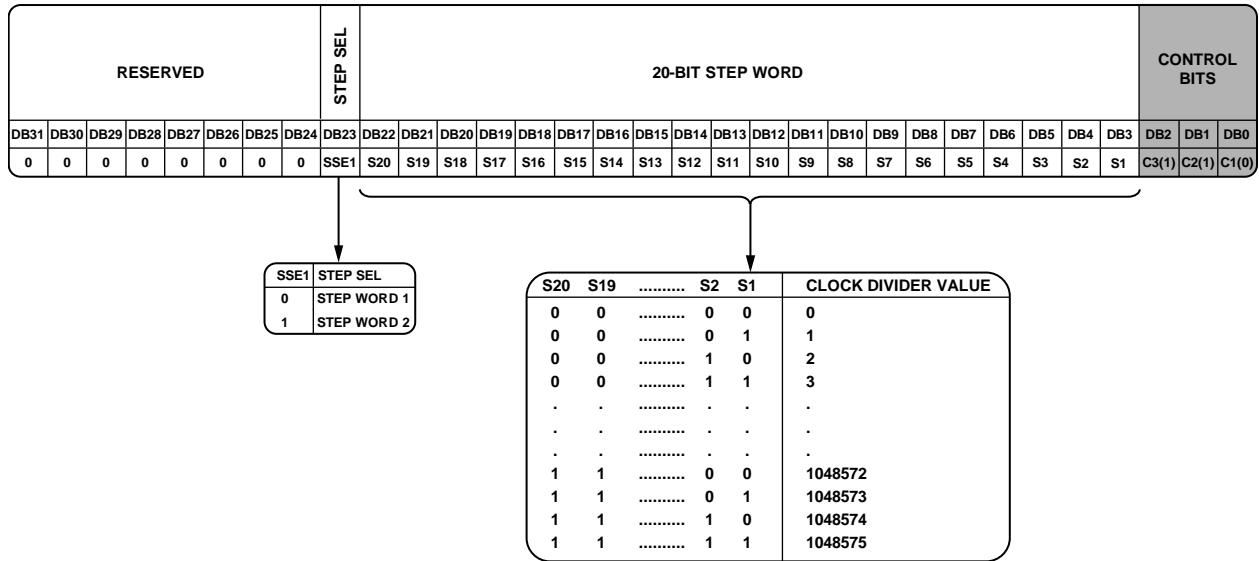 RESERVED STEP SEL 20-BIT STEP WORD CONTROL BITS
DB31 DB30 DB29 DB28 DB27 DB26 DB25 DB24 DB23 DB22 DB21 DB20 DB19 DB18 DB17 DB16 DB15 DB14 DB13 DB12 DB11 DB10 DB9 DB8 DB7 DB6 DB5 DB4 DB3 DB2 DB1 DB0
0 0 0 0 0 0 0 0 SSE1 S20 S19 S18 S17 S16 S15 S14 S13 S12 S11 S10 S9 S8 S7 S6 S5 S4 S3 S2 S1 C3(1) C2(1) C1(0)
SSE1 STEP SEL
0 STEP WORD 1
1 STEP WORD 2
S20 S19 .......... S2 S1 CLOCK DIVIDER VALUE
0 0 .......... 0 0 0
0 0 .......... 0 1 1
0 0 .......... 1 0 2
0 0 .......... 1 1 3
. . .......... . . .
. . .......... . . .
. . .......... . . .
1 1 .......... 0 0 1048572
1 1 .......... 0 1 1048573
1 1 .......... 1 0 1048574
1 1 .......... 1 1 1048575